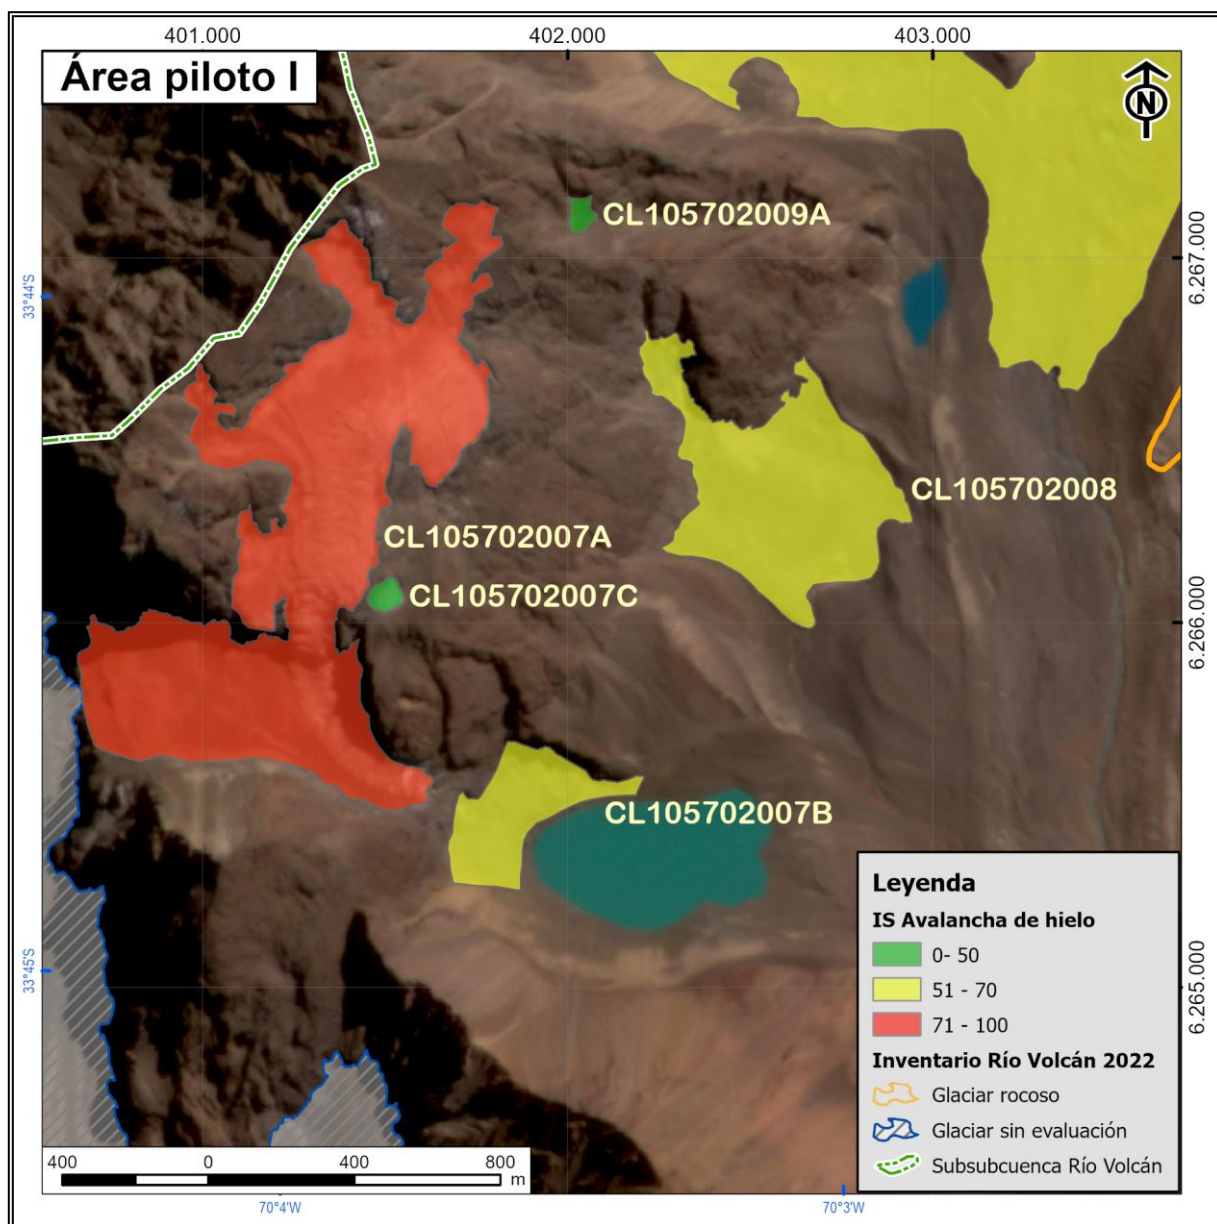 401.000
402.000
403.000
Área piloto I
N
CL105702009A
6.267.000
33°44'S
CL105702008
CL105702007A
CL105702007C
6.266.000
CL105702007B
Leyenda
IS Avalancha de hielo
0- 50
51 - 70
71 - 100
Inventario Río Volcán 2022
Glaciar rocoso
Glaciar sin evaluación
Subsubcuenca Río Volcán
33°45'S
6.265.000
400
0
400
800
m
70°4'W
70°3'W